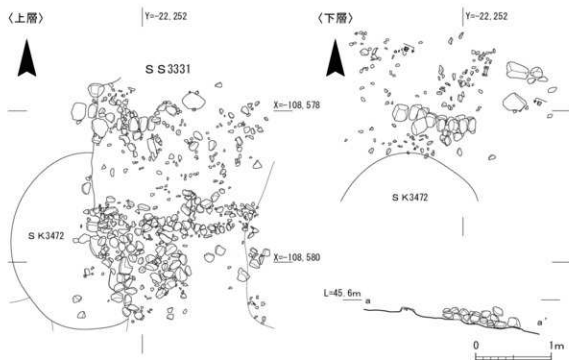 〈上層〉
Y=-22,252
SS3331
X=-108,578
SK3472
X=-108,580
〈下層〉
Y=-22,252
SK3472
L=45.6m
a
a'
0 1m